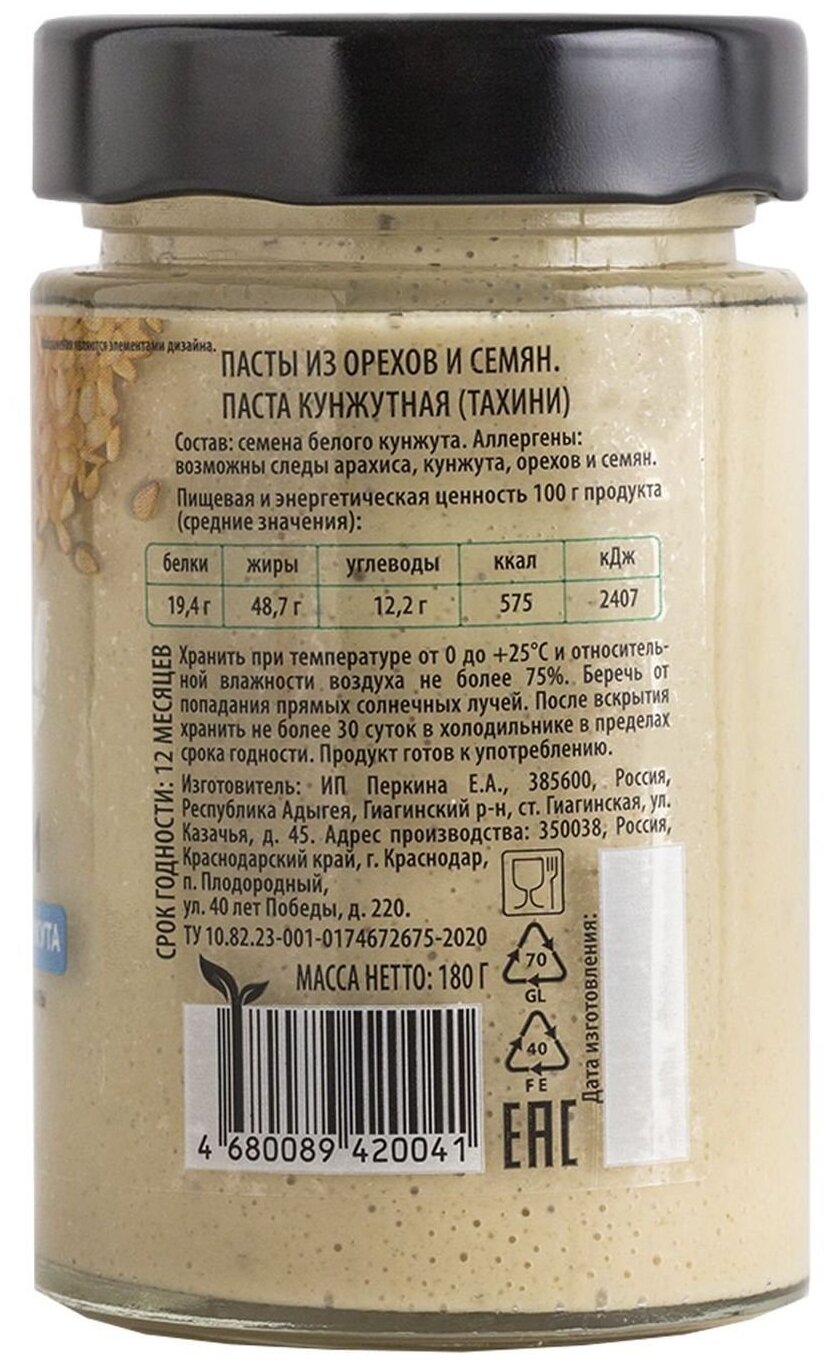 являются элементами дизайна.
ПАСТЫ ИЗ ОРЕХОВ И СЕМЯН.
ПАСТА КУНЖУТНАЯ (ТАХИНИ)
Состав: семена белого кунжута. Аллергены:
возможны следы арахиса, кунжута, орехов и семян.
Пищевая и энергетическая ценность 100 г продукта
(средние значения):
белки жиры углеводы ккал кДж
19,4 г 48,7 г 12,2 г 575 2407
СРОК ГОДНОСТИ: 12 МЕСЯЦЕВ
Хранить при температуре от 0 до +25°С и относитель-
ной влажности воздуха не более 75%. Беречь от
попадания прямых солнечных лучей. После вскрытия
хранить не более 30 суток в холодильнике в пределах
срока годности. Продукт готов к употреблению.
Изготовитель: ИП Перкина Е.А., 385600, Россия,
Республика Адыгея, Гиагинский р-н, ст. Гиагинская, ул.
Казачья, д. 45. Адрес производства: 350038, Россия,
Краснодарский край, г. Краснодар,
п. Плодородный,
ул. 40 лет Победы, д. 220.
ТУ 10.82.23-001-0174672675-2020
МАССА НЕТТО: 180 Г
70
GL
40
FE
EAC
Дата изготовления:
4 680089 420041